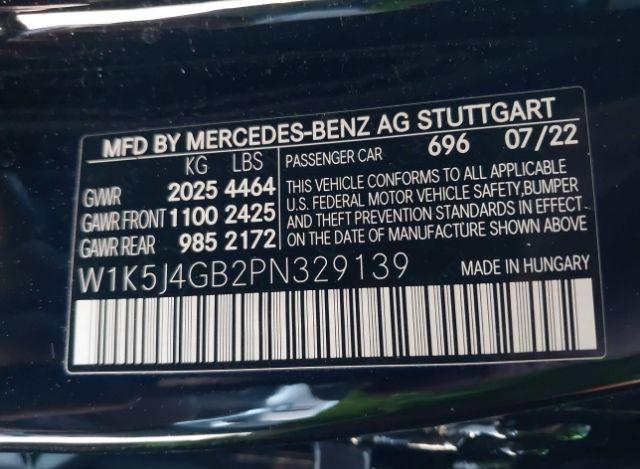 MFD BY MERCEDES-BENZ AG STUTTGART
KG LBS
GVWR 2025 4464
GAWR FRONT 1100 2425
GAWR REAR 985 2172
PASSENGER CAR 696 07/22
THIS VEHICLE CONFORMS TO ALL APPLICABLE
U.S. FEDERAL MOTOR VEHICLE SAFETY,BUMPER
AND THEFT PREVENTION STANDARDS IN EFFECT
ON THE DATE OF MANUFACTURE SHOWN ABOVE.
W1K5J4GB2PN329139 MADE IN HUNGARY